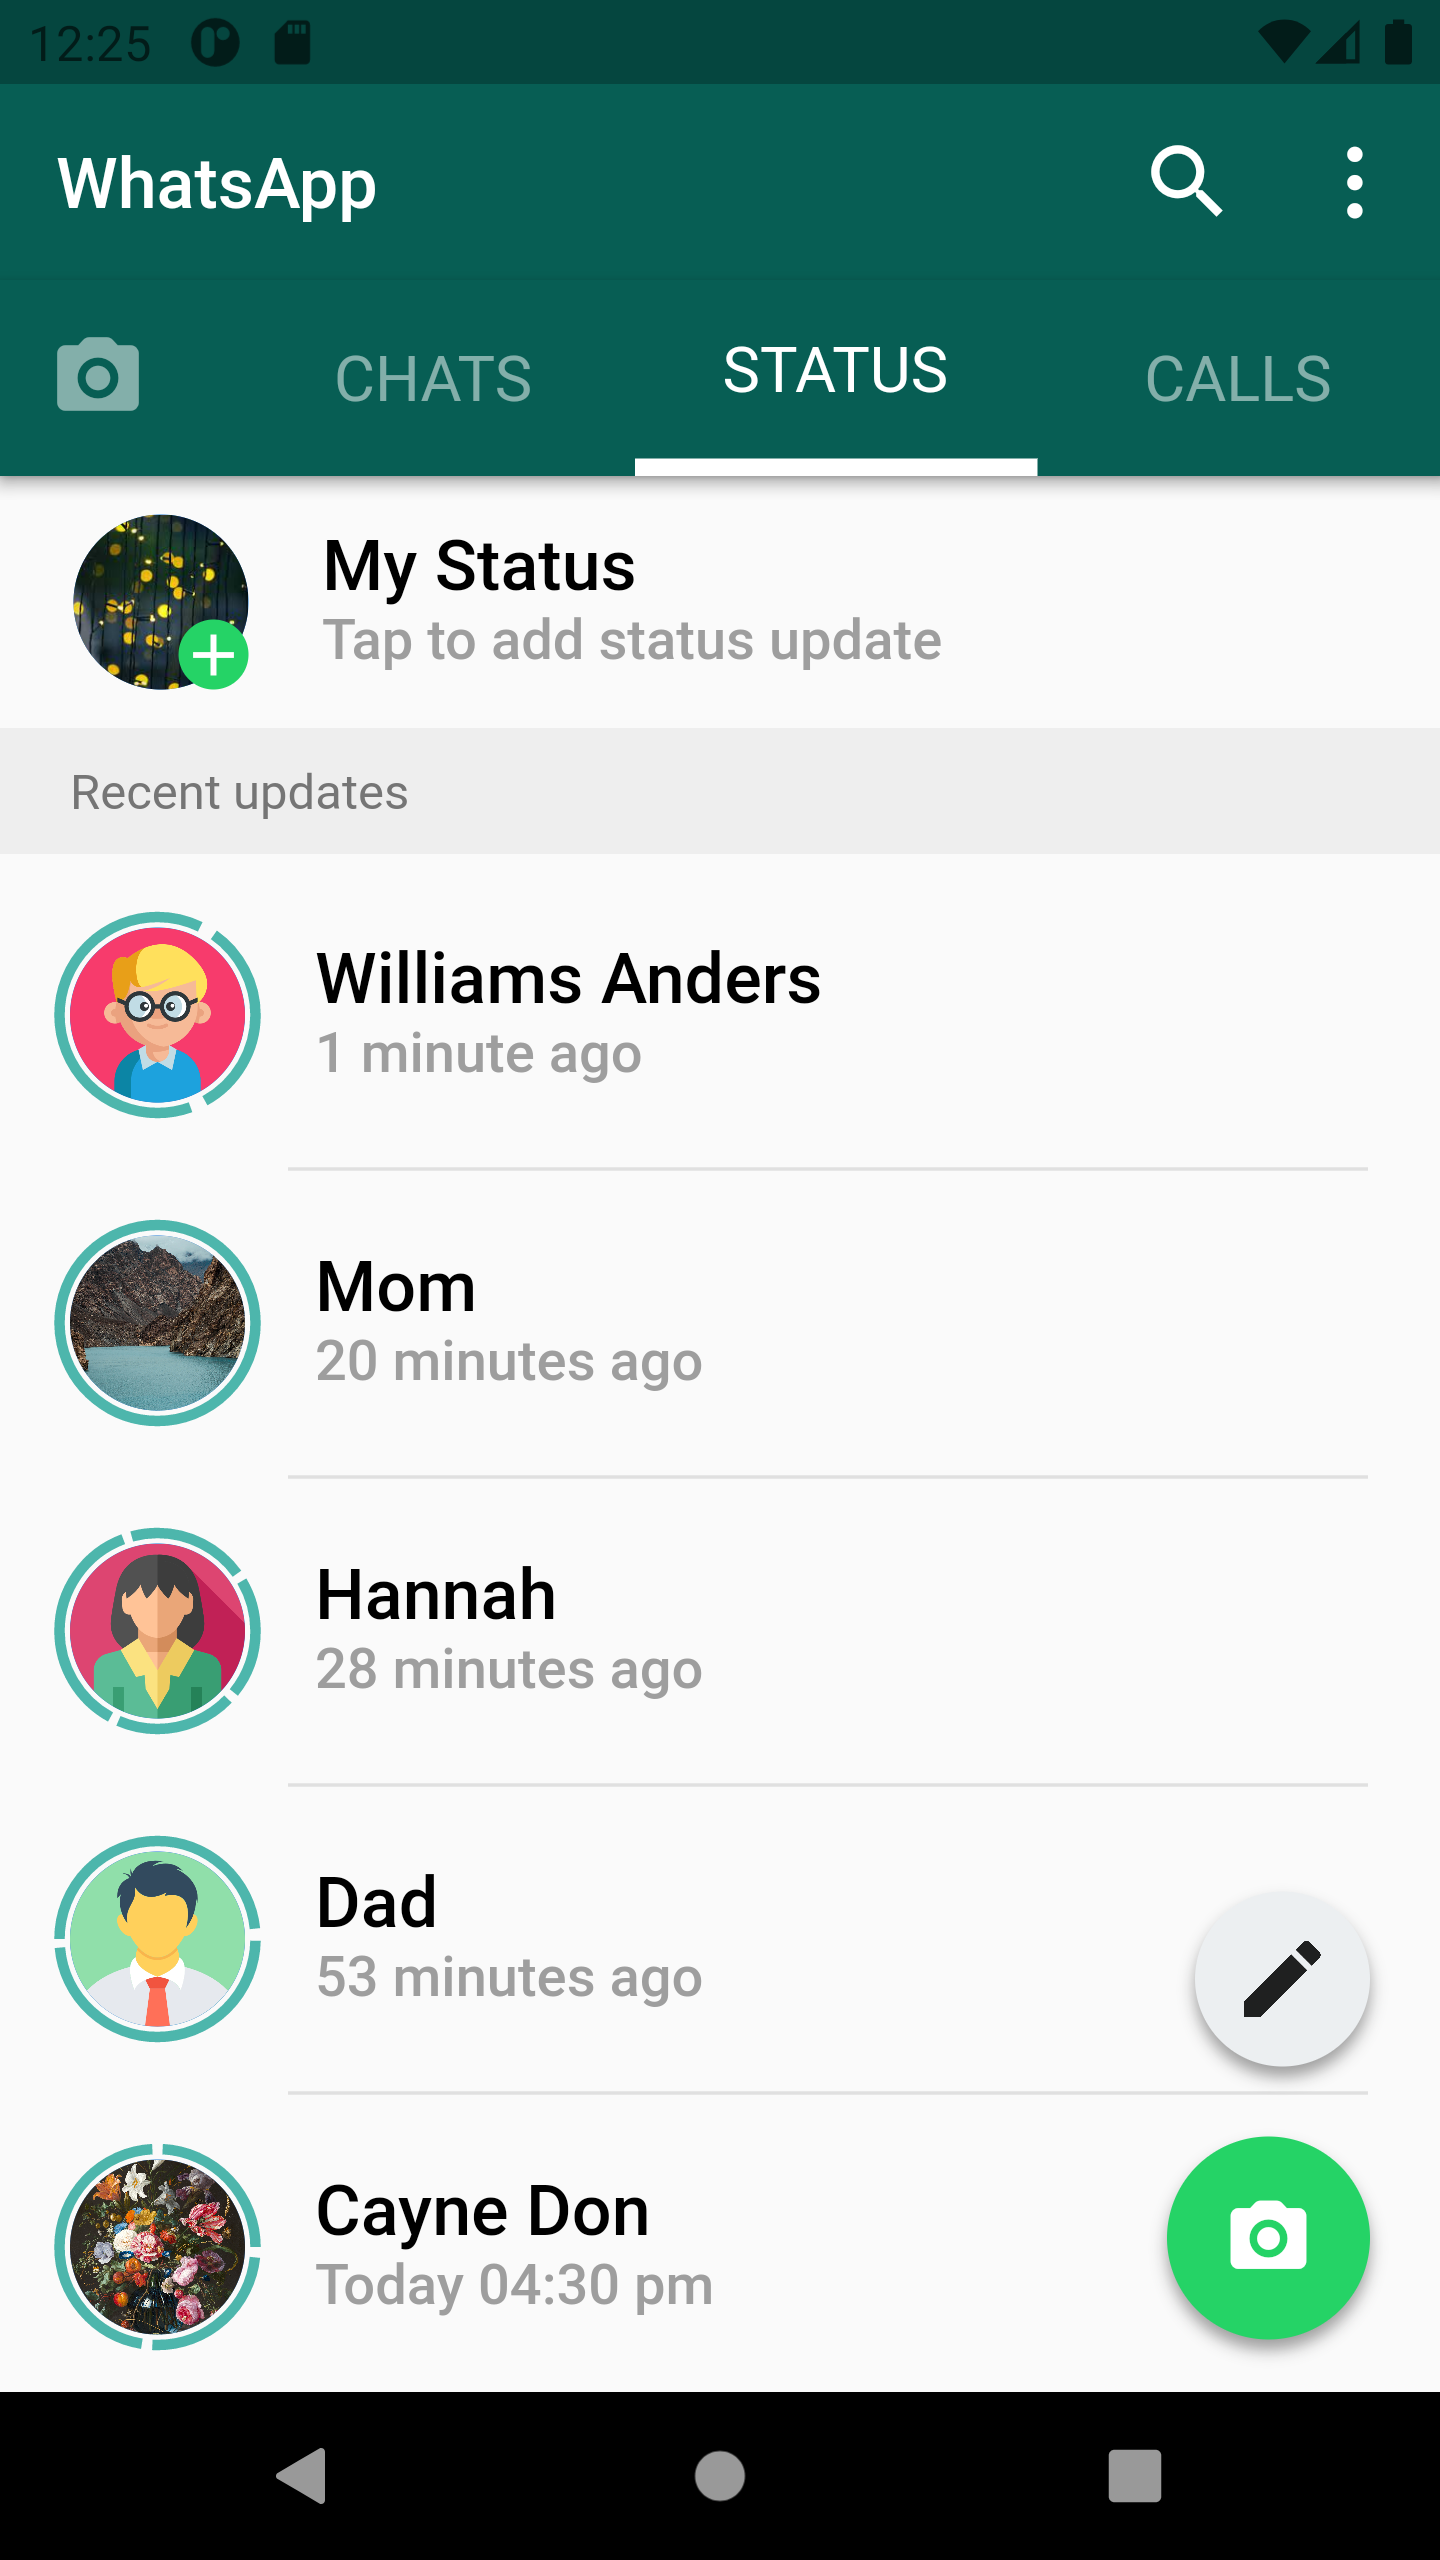 12:25
WhatsApp
CHATS
STATUS
CALLS
My Status
Tap to add status update
Recent updates
Williams Anders
1 minute ago
Mom
20 minutes ago
Hannah
28 minutes ago
Dad
53 minutes ago
Cayne Don
Today 04:30 pm